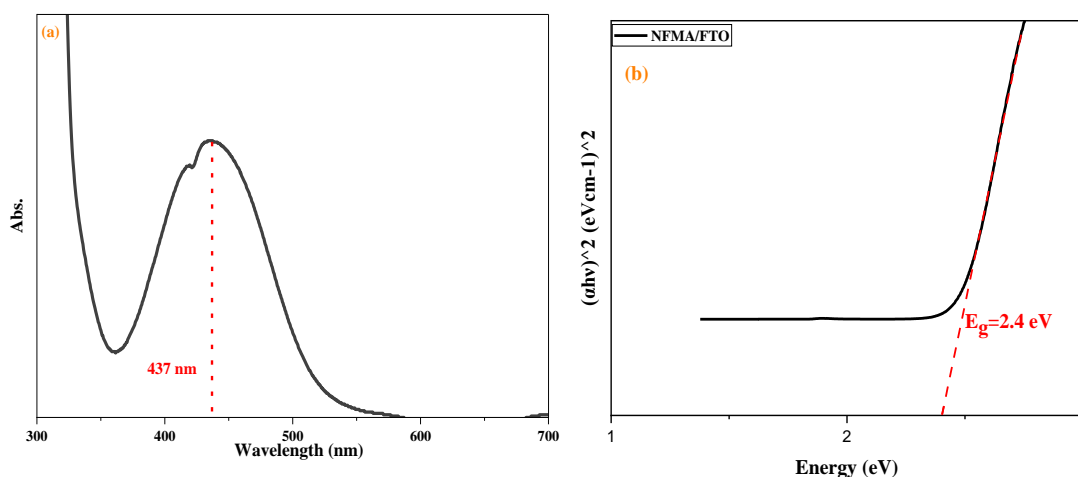 (a)
Abs.
437 nm
300 400 500 600 700
Wavelength (nm)
NFMA/FTO
(b)
(αhν)^2 (eVcm-1)^2
E_g=2.4 eV
1 2
Energy (eV)